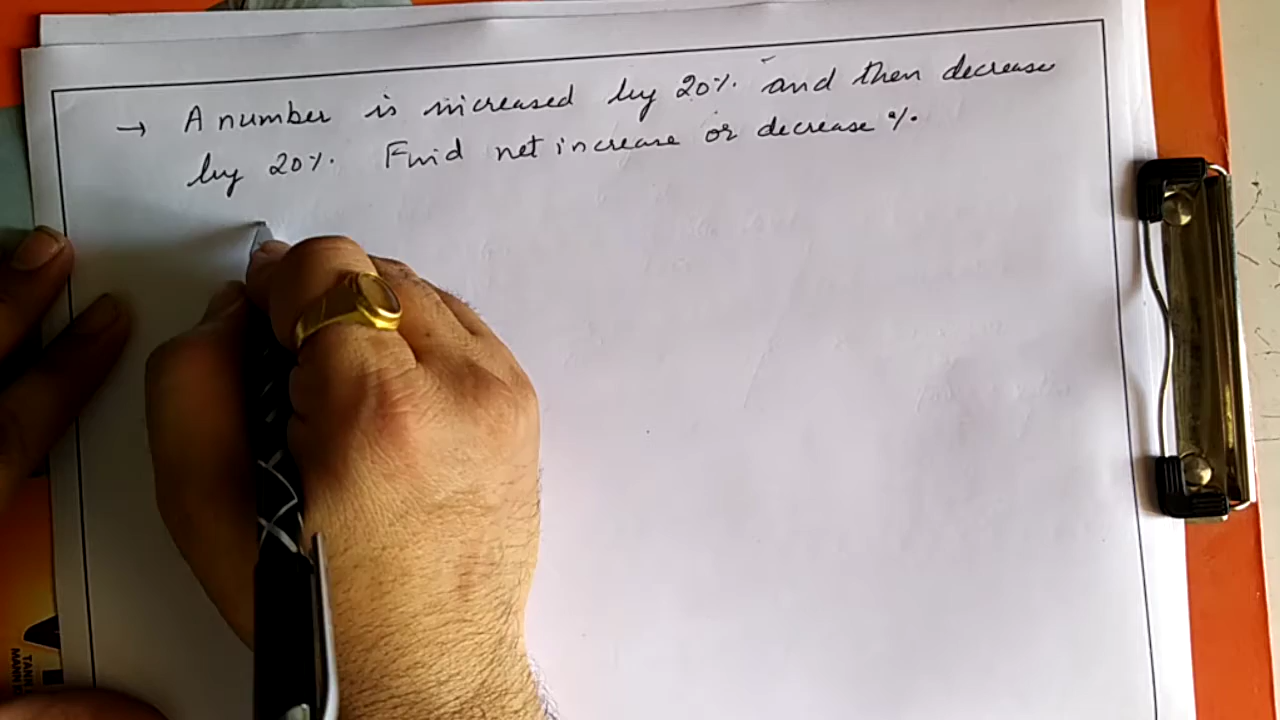 → A number is increased by 20% and then decrease
by 20%. Find net increase or decrease %.